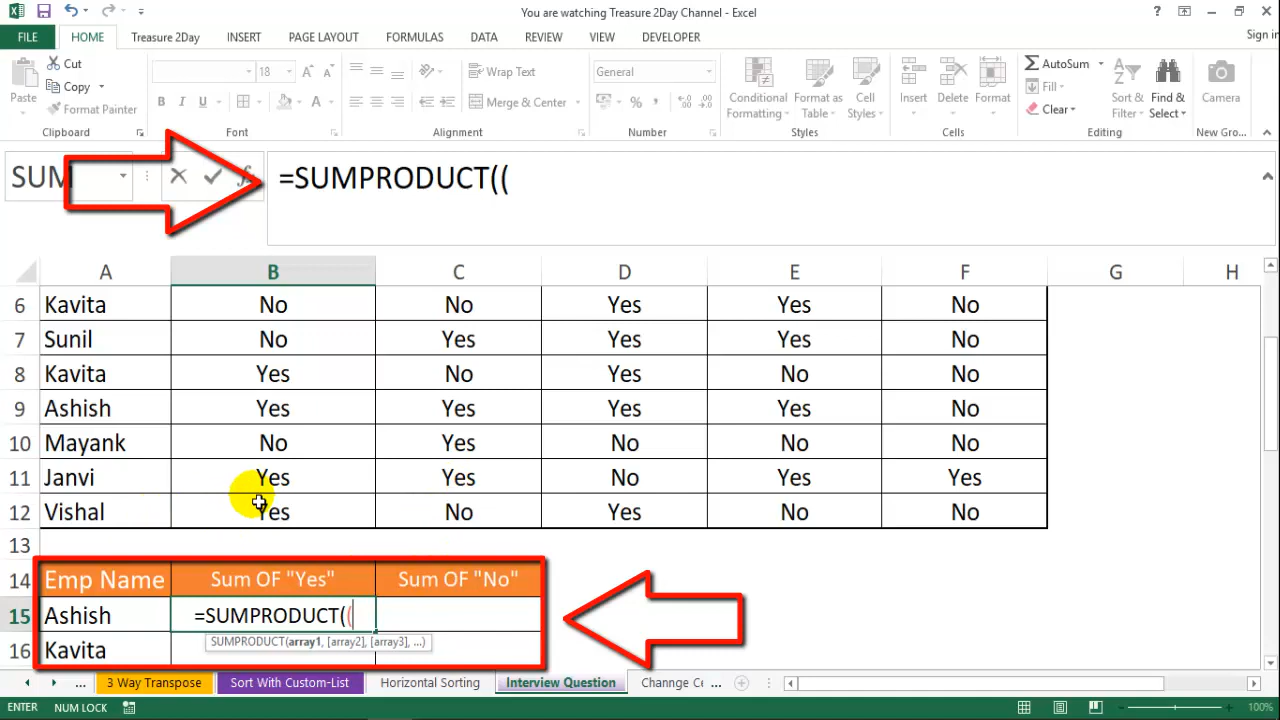 You are watching Treasure 2Day Channel - Excel
?
Sign in
FILE HOME Treasure 2Day INSERT PAGE LAYOUT FORMULAS DATA REVIEW VIEW DEVELOPER
Paste
Cut
Copy
Format Painter
Clipboard
18
B I U
Font
Wrap Text
Merge & Center
Alignment
General
Number
Conditional Formatting
Format as Table
Cell Styles
Styles
Insert Delete Format
Cells
AutoSum
Fill
Clear
Sort & Filter
Find & Select
Editing
Camera
New Gro...
SUM
=SUMPRODUCT((
A B C D E F G H
6 Kavita No No Yes Yes No
7 Sunil No Yes Yes Yes No
8 Kavita Yes No Yes No No
9 Ashish Yes Yes Yes Yes No
10 Mayank No Yes No No No
11 Janvi Yes Yes No Yes Yes
12 Vishal Yes No Yes No No
13
14 Emp Name Sum OF "Yes" Sum OF "No"
15 Ashish =SUMPRODUCT((
SUMPRODUCT(array1, [array2], [array3], ...)
16 Kavita
... 3 Way Transpose Sort With Custom-List Horizontal Sorting Interview Question Channge Ce ...
ENTER NUM LOCK 100%